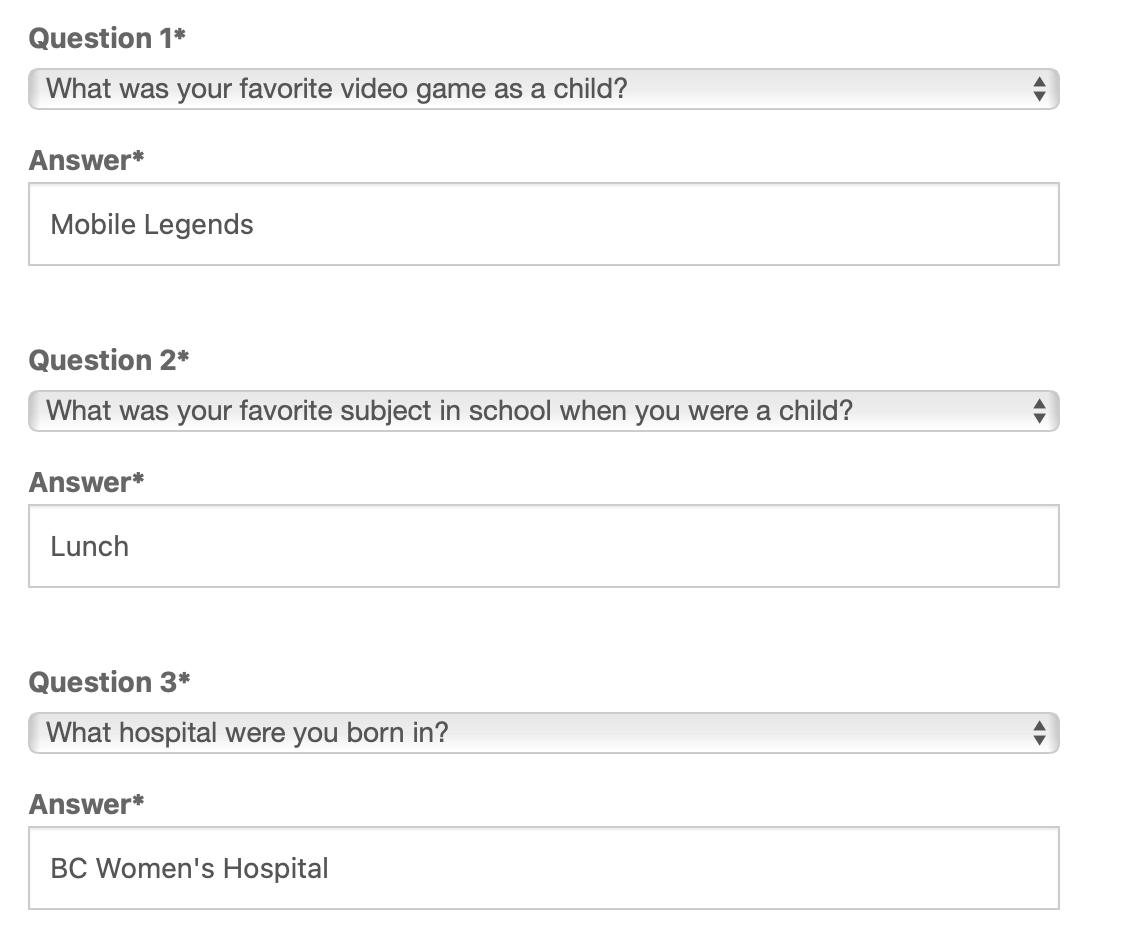 Question 1*
What was your favorite video game as a child?
Answer*
Mobile Legends
Question 2*
What was your favorite subject in school when you were a child?
Answer*
Lunch
Question 3*
What hospital were you born in?
Answer*
BC Women's Hospital